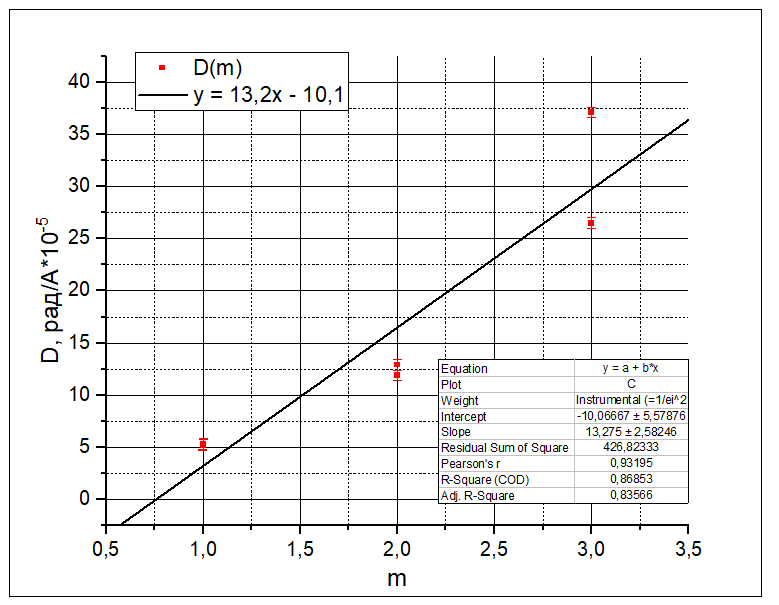 D(m)
y = 13,2x - 10,1
40
35
30
25
20
15
10
5
0
D, рад/А*10^-5
0,5 1,0 1,5 2,0 2,5 3,0 3,5
m
Equation y = a + b*x
Plot C
Weight Instrumental (=1/ei^2
Intercept -10,06667 ± 5,57876
Slope 13,275 ± 2,58246
Residual Sum of Square 426,82333
Pearson's r 0,93195
R-Square (COD) 0,86853
Adj. R-Square 0,83566